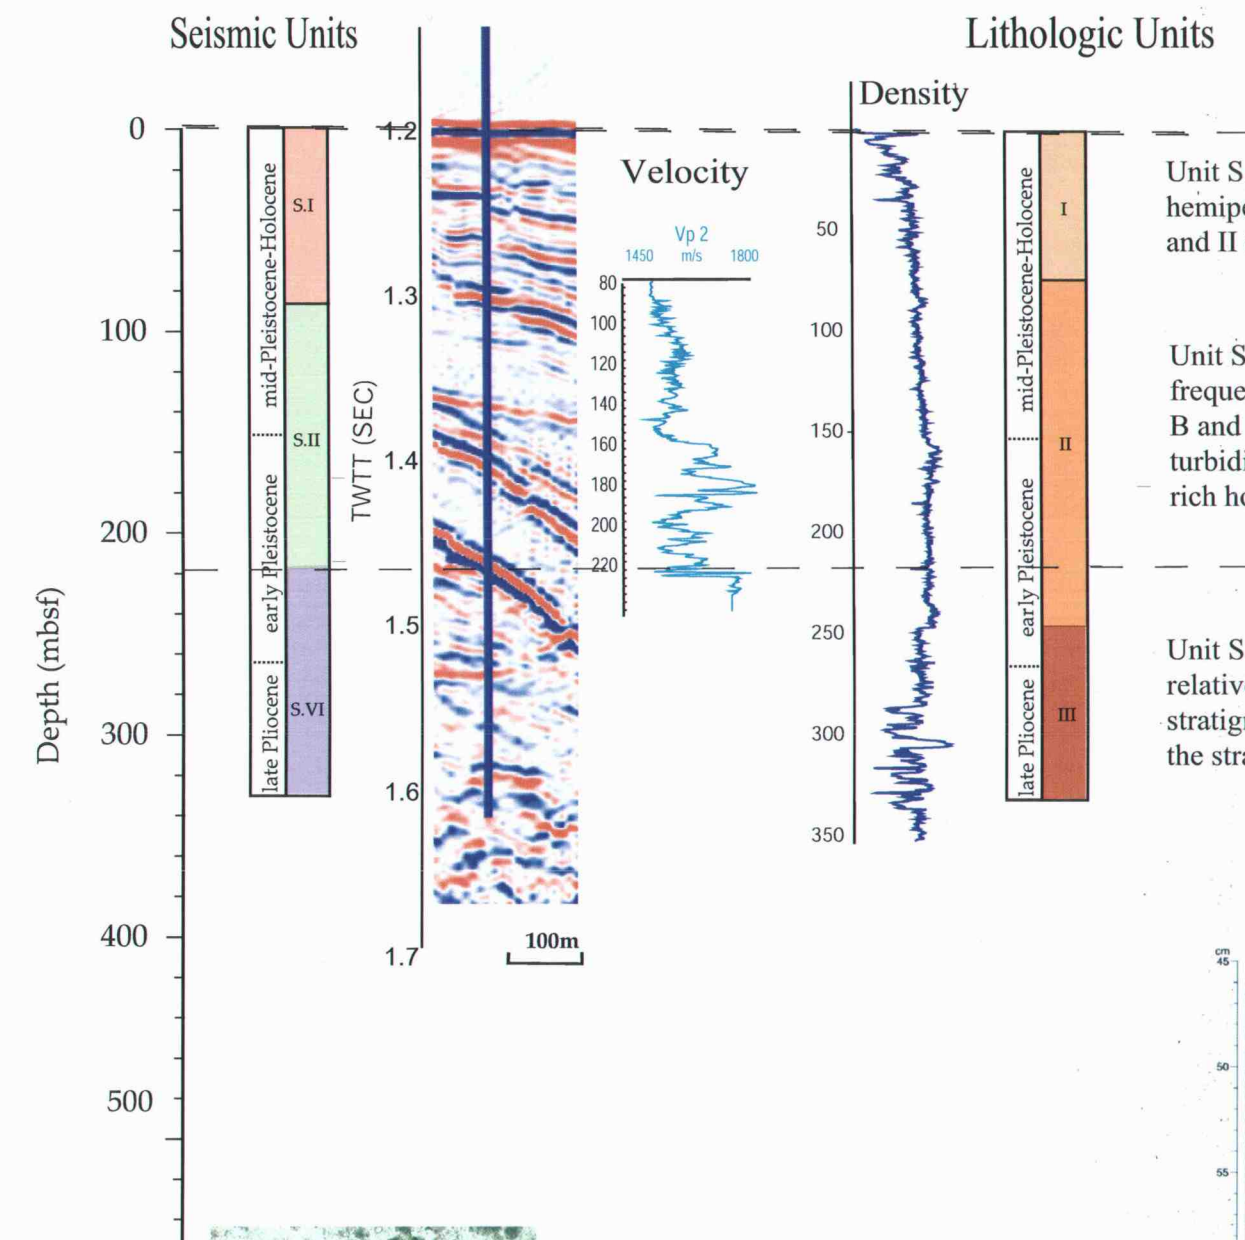 Seismic Units
Lithologic Units
Density
Velocity
Vp 2
1450 m/s 1800
0
100
200
300
400
500
Depth (mbsf)
mid-Pleistocene-Holocene
early Pleistocene
late Pliocene
S.I
S.II
S.VI
TWTT (SEC)
1.2
1.3
1.4
1.5
1.6
1.7
100m
80
100
120
140
160
180
200
220
50
100
150
200
250
300
350
mid-Pleistocene-Holocene
early Pleistocene
late Pliocene
I
II
III
Unit S
hemipe
and II
Unit S
freque
B and
turbidi
rich ho
Unit S
relativ
stratig
the stra
cm
45
50
55